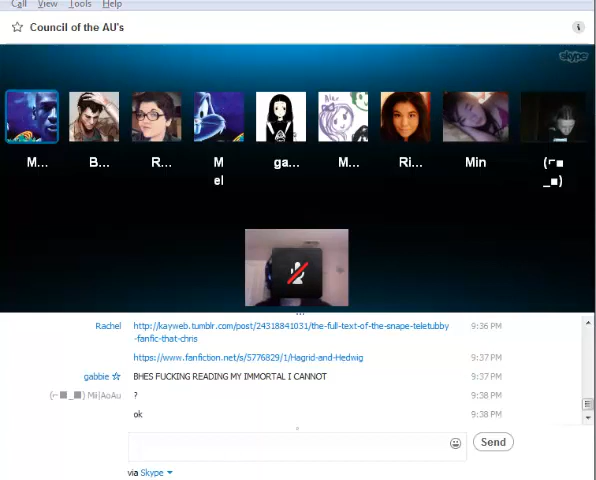 Call View Tools Help
Council of the AU's
skype
M... B... R... M ga... M... Ri... Min (⌐■
el _■)
Alex
Rachel http://kayweb.tumblr.com/post/24318841031/the-full-text-of-the-snape-teletubby 9:36 PM
-fanfic-that-chris
https://www.fanfiction.net/s/5776829/1/Hagrid-and-Hedwig 9:37 PM
gabbie ☆ BHES FUCKING READING MY IMMORTAL I CANNOT 9:37 PM
(⌐■_■) Mii|AoAu ? 9:38 PM
ok 9:38 PM
Send
via Skype